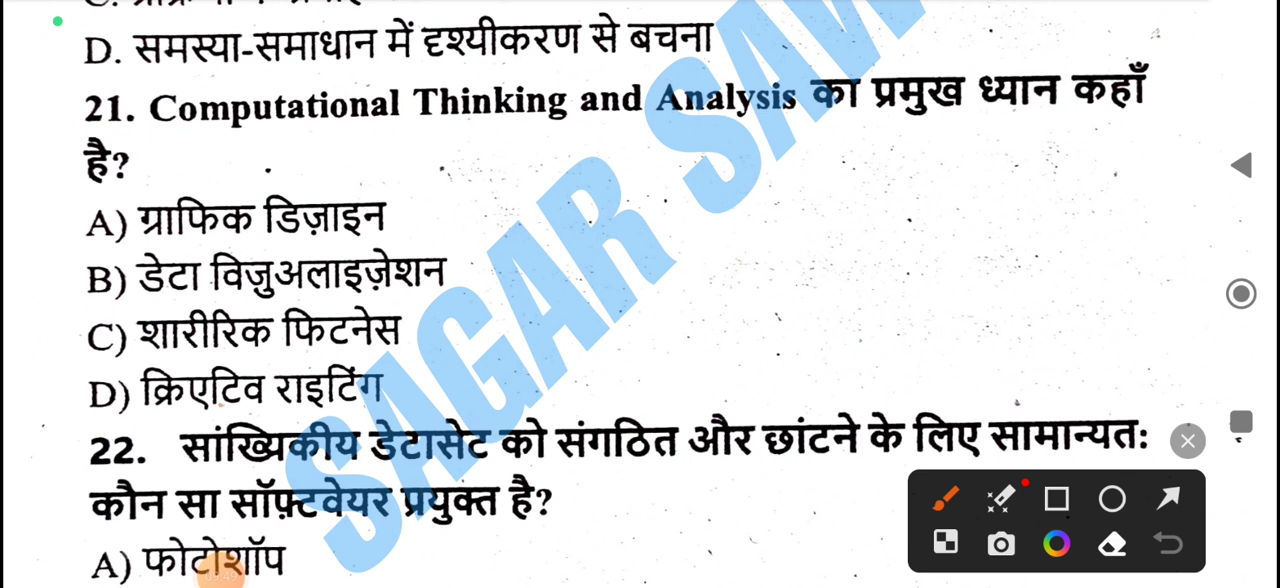 D. समस्या-समाधान में दृश्यीकरण से बचना
21. Computational Thinking and Analysis का प्रमुख ध्यान कहाँ
है?
A) ग्राफिक डिज़ाइन
B) डेटा विज़ुअलाइज़ेशन
C) शारीरिक फिटनेस
D) क्रिएटिव राइटिंग
22. सांख्यिकीय डेटासेट को संगठित और छांटने के लिए सामान्यतः
कौन सा सॉफ़्टवेयर प्रयुक्त है?
A) फोटोशॉप
SAGAR SAV